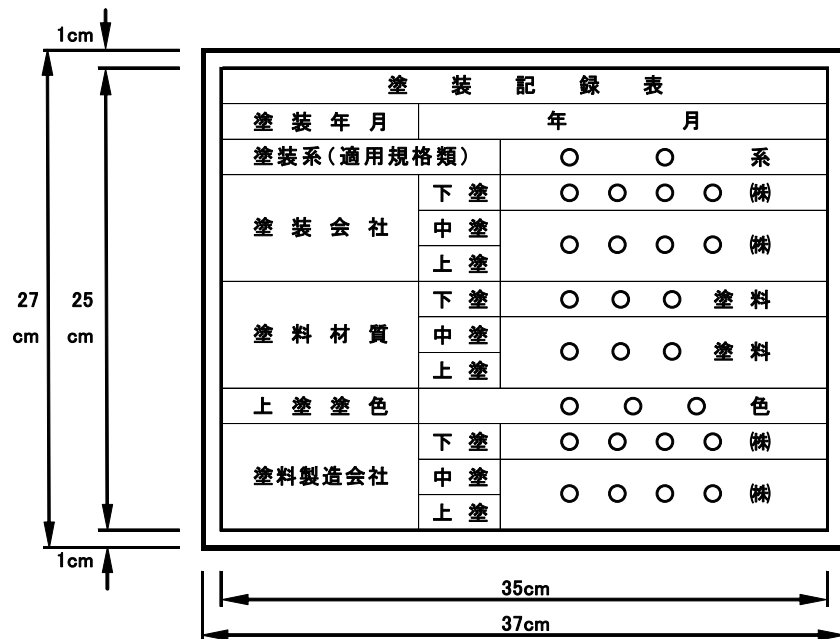 1cm
塗装記録表
塗装年月 年 月
塗装系(適用規格類) ○ ○ 系
塗装会社
下塗 ○○○○㈱
中塗
上塗
○○○○㈱
27
cm
25
cm
塗料材質
下塗 ○○○塗料
中塗
上塗
○○○塗料
上塗塗色 ○○○色
塗料製造会社
下塗 ○○○○㈱
中塗
上塗
○○○○㈱
1cm
35cm
37cm